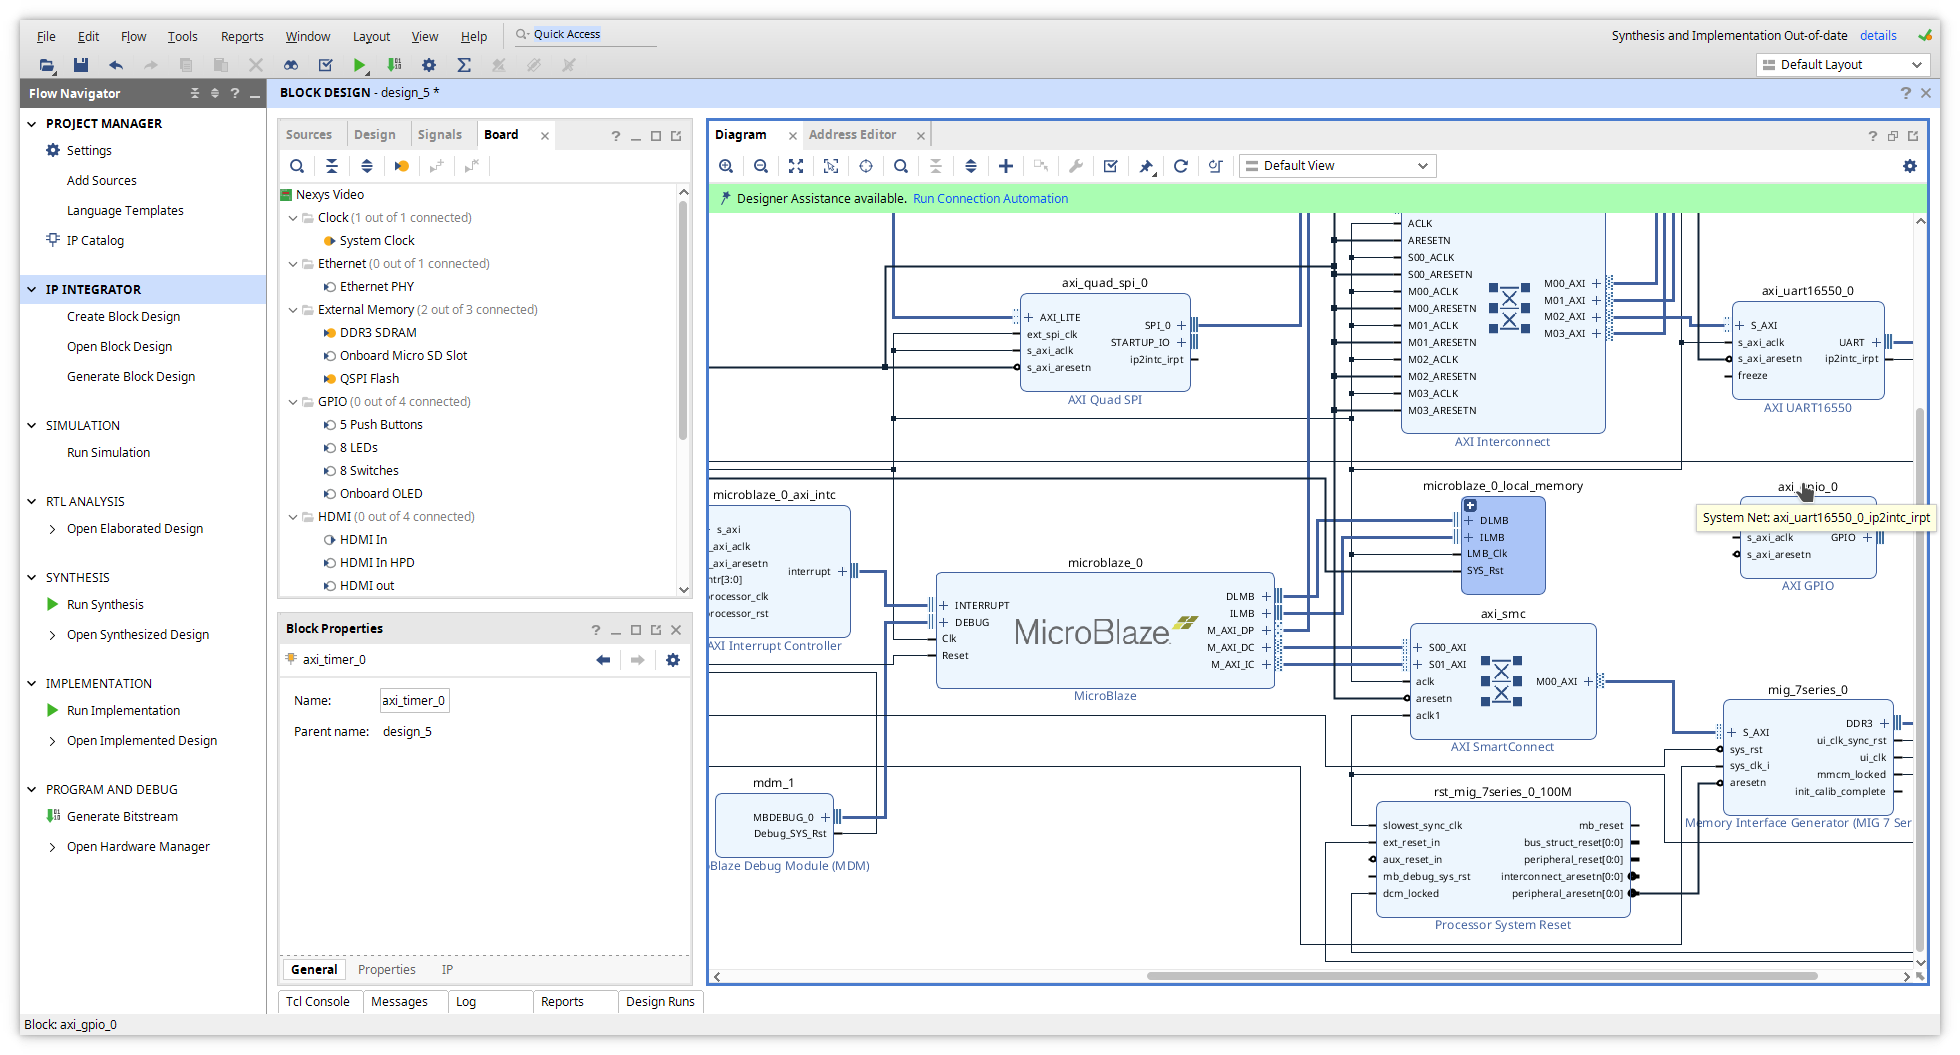 File Edit Flow Tools Reports Window Layout View Help Quick Access
Synthesis and Implementation Out-of-date details
Default Layout
Flow Navigator
PROJECT MANAGER
Settings
Add Sources
Language Templates
IP Catalog
IP INTEGRATOR
Create Block Design
Open Block Design
Generate Block Design
SIMULATION
Run Simulation
RTL ANALYSIS
Open Elaborated Design
SYNTHESIS
Run Synthesis
Open Synthesized Design
IMPLEMENTATION
Run Implementation
Open Implemented Design
PROGRAM AND DEBUG
Generate Bitstream
Open Hardware Manager
BLOCK DESIGN - design_5 *
Sources Design Signals Board
Nexys Video
Clock (1 out of 1 connected)
System Clock
Ethernet (0 out of 1 connected)
Ethernet PHY
External Memory (2 out of 3 connected)
DDR3 SDRAM
Onboard Micro SD Slot
QSPI Flash
GPIO (0 out of 4 connected)
5 Push Buttons
8 LEDs
8 Switches
Onboard OLED
HDMI (0 out of 4 connected)
HDMI In
HDMI In HPD
HDMI out
Block Properties
axi_timer_0
Name: axi_timer_0
Parent name: design_5
General Properties IP
Tcl Console Messages Log Reports Design Runs
Diagram Address Editor
Default View
Designer Assistance available. Run Connection Automation
axi_quad_spi_0
AXI_LITE
ext_spi_clk
s_axi_aclk
s_axi_aresetn
SPI_0
STARTUP_IO
ip2intc_irpt
AXI Quad SPI
ACLK
ARESETN
S00_ACLK
S00_ARESETN
M00_ACLK
M00_ARESETN
M01_ACLK
M01_ARESETN
M02_ACLK
M02_ARESETN
M03_ACLK
M03_ARESETN
M00_AXI
M01_AXI
M02_AXI
M03_AXI
AXI Interconnect
axi_uart16550_0
S_AXI
s_axi_aclk
s_axi_aresetn
freeze
UART
ip2intc_irpt
AXI UART16550
microblaze_0_axi_intc
s_axi
_axi_aclk
_axi_aresetn
ntr[3:0]
rocessor_clk
rocessor_rst
interrupt
AXI Interrupt Controller
microblaze_0
INTERRUPT
DEBUG
Clk
Reset
MicroBlaze
DLMB
ILMB
M_AXI_DP
M_AXI_DC
M_AXI_IC
MicroBlaze
microblaze_0_local_memory
DLMB
ILMB
LMB_Clk
SYS_Rst
axi_gpio_0
System Net: axi_uart16550_0_ip2intc_irpt
s_axi_aclk
s_axi_aresetn
GPIO
AXI GPIO
axi_smc
S00_AXI
S01_AXI
aclk
aresetn
aclk1
M00_AXI
AXI SmartConnect
mig_7series_0
S_AXI
sys_rst
sys_clk_i
aresetn
DDR3
ui_clk_sync_rst
ui_clk
mmcm_locked
init_calib_complete
Memory Interface Generator (MIG 7 Ser
mdm_1
MBDEBUG_0
Debug_SYS_Rst
oBlaze Debug Module (MDM)
rst_mig_7series_0_100M
slowest_sync_clk
ext_reset_in
aux_reset_in
mb_debug_sys_rst
dcm_locked
mb_reset
bus_struct_reset[0:0]
peripheral_reset[0:0]
interconnect_aresetn[0:0]
peripheral_aresetn[0:0]
Processor System Reset
Block: axi_gpio_0